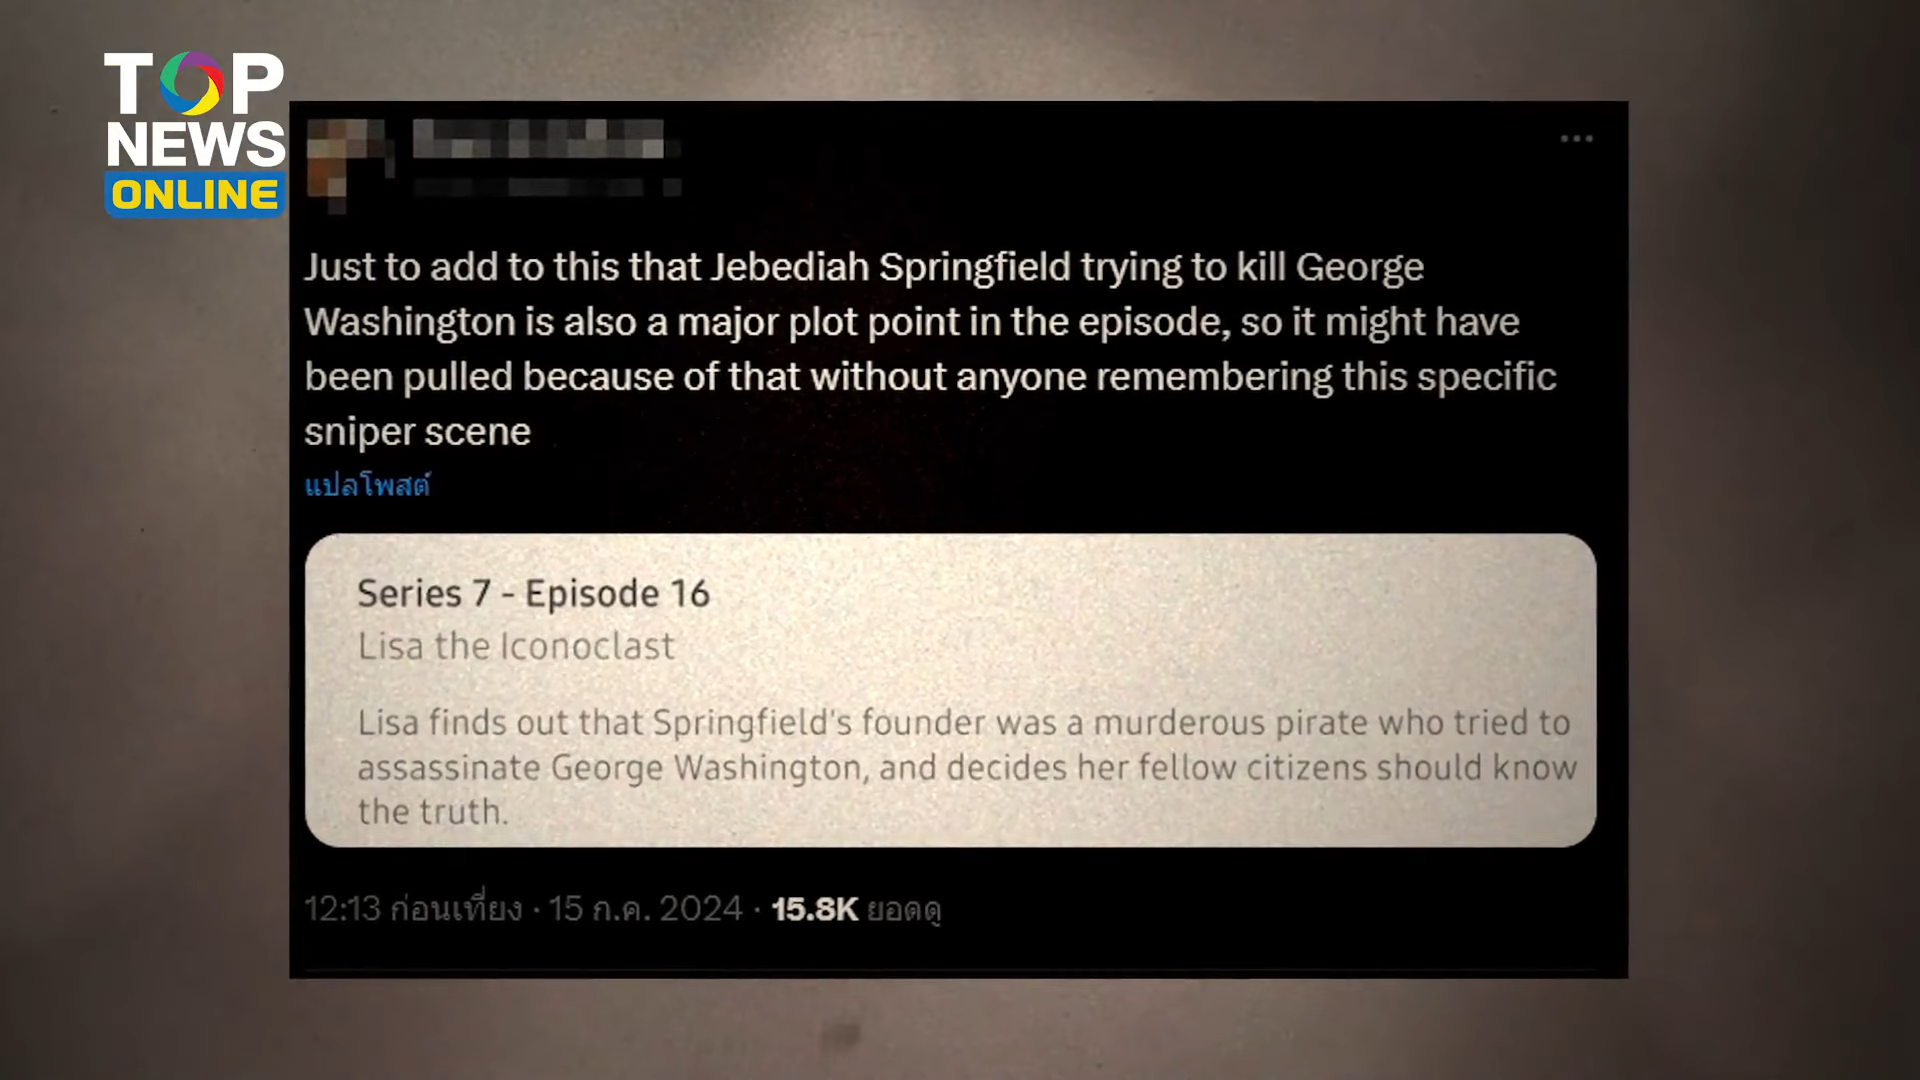 TOP
NEWS
ONLINE
Just to add to this that Jebediah Springfield trying to kill George
Washington is also a major plot point in the episode, so it might have
been pulled because of that without anyone remembering this specific
sniper scene
แปลโพสต์
Series 7 - Episode 16
Lisa the Iconoclast
Lisa finds out that Springfield's founder was a murderous pirate who tried to
assassinate George Washington, and decides her fellow citizens should know
the truth.
12:13 ก่อนเที่ยง · 15 ก.ค. 2024 · 15.8K ยอดดู